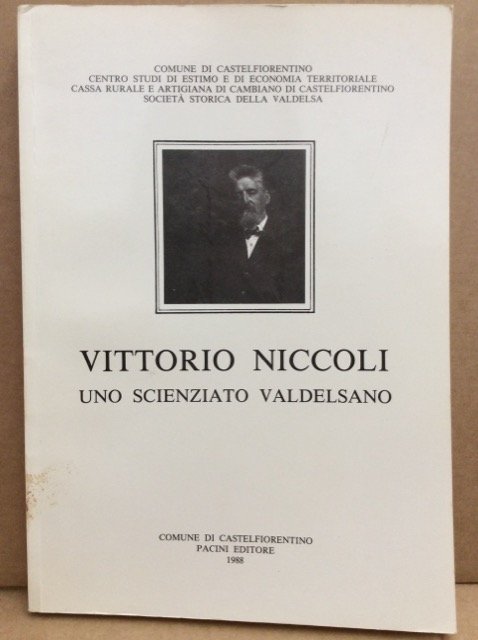 COMUNE DI CASTELFIORENTINO
CENTRO STUDI DI ESTIMO E DI ECONOMIA TERRITORIALE
CASSA RURALE E ARTIGIANA DI CAMBIANO DI CASTELFIORENTINO
SOCIETÀ STORICA DELLA VALDELSA
VITTORIO NICCOLI
UNO SCIENZIATO VALDELSANO
COMUNE DI CASTELFIORENTINO
PACINI EDITORE
1988